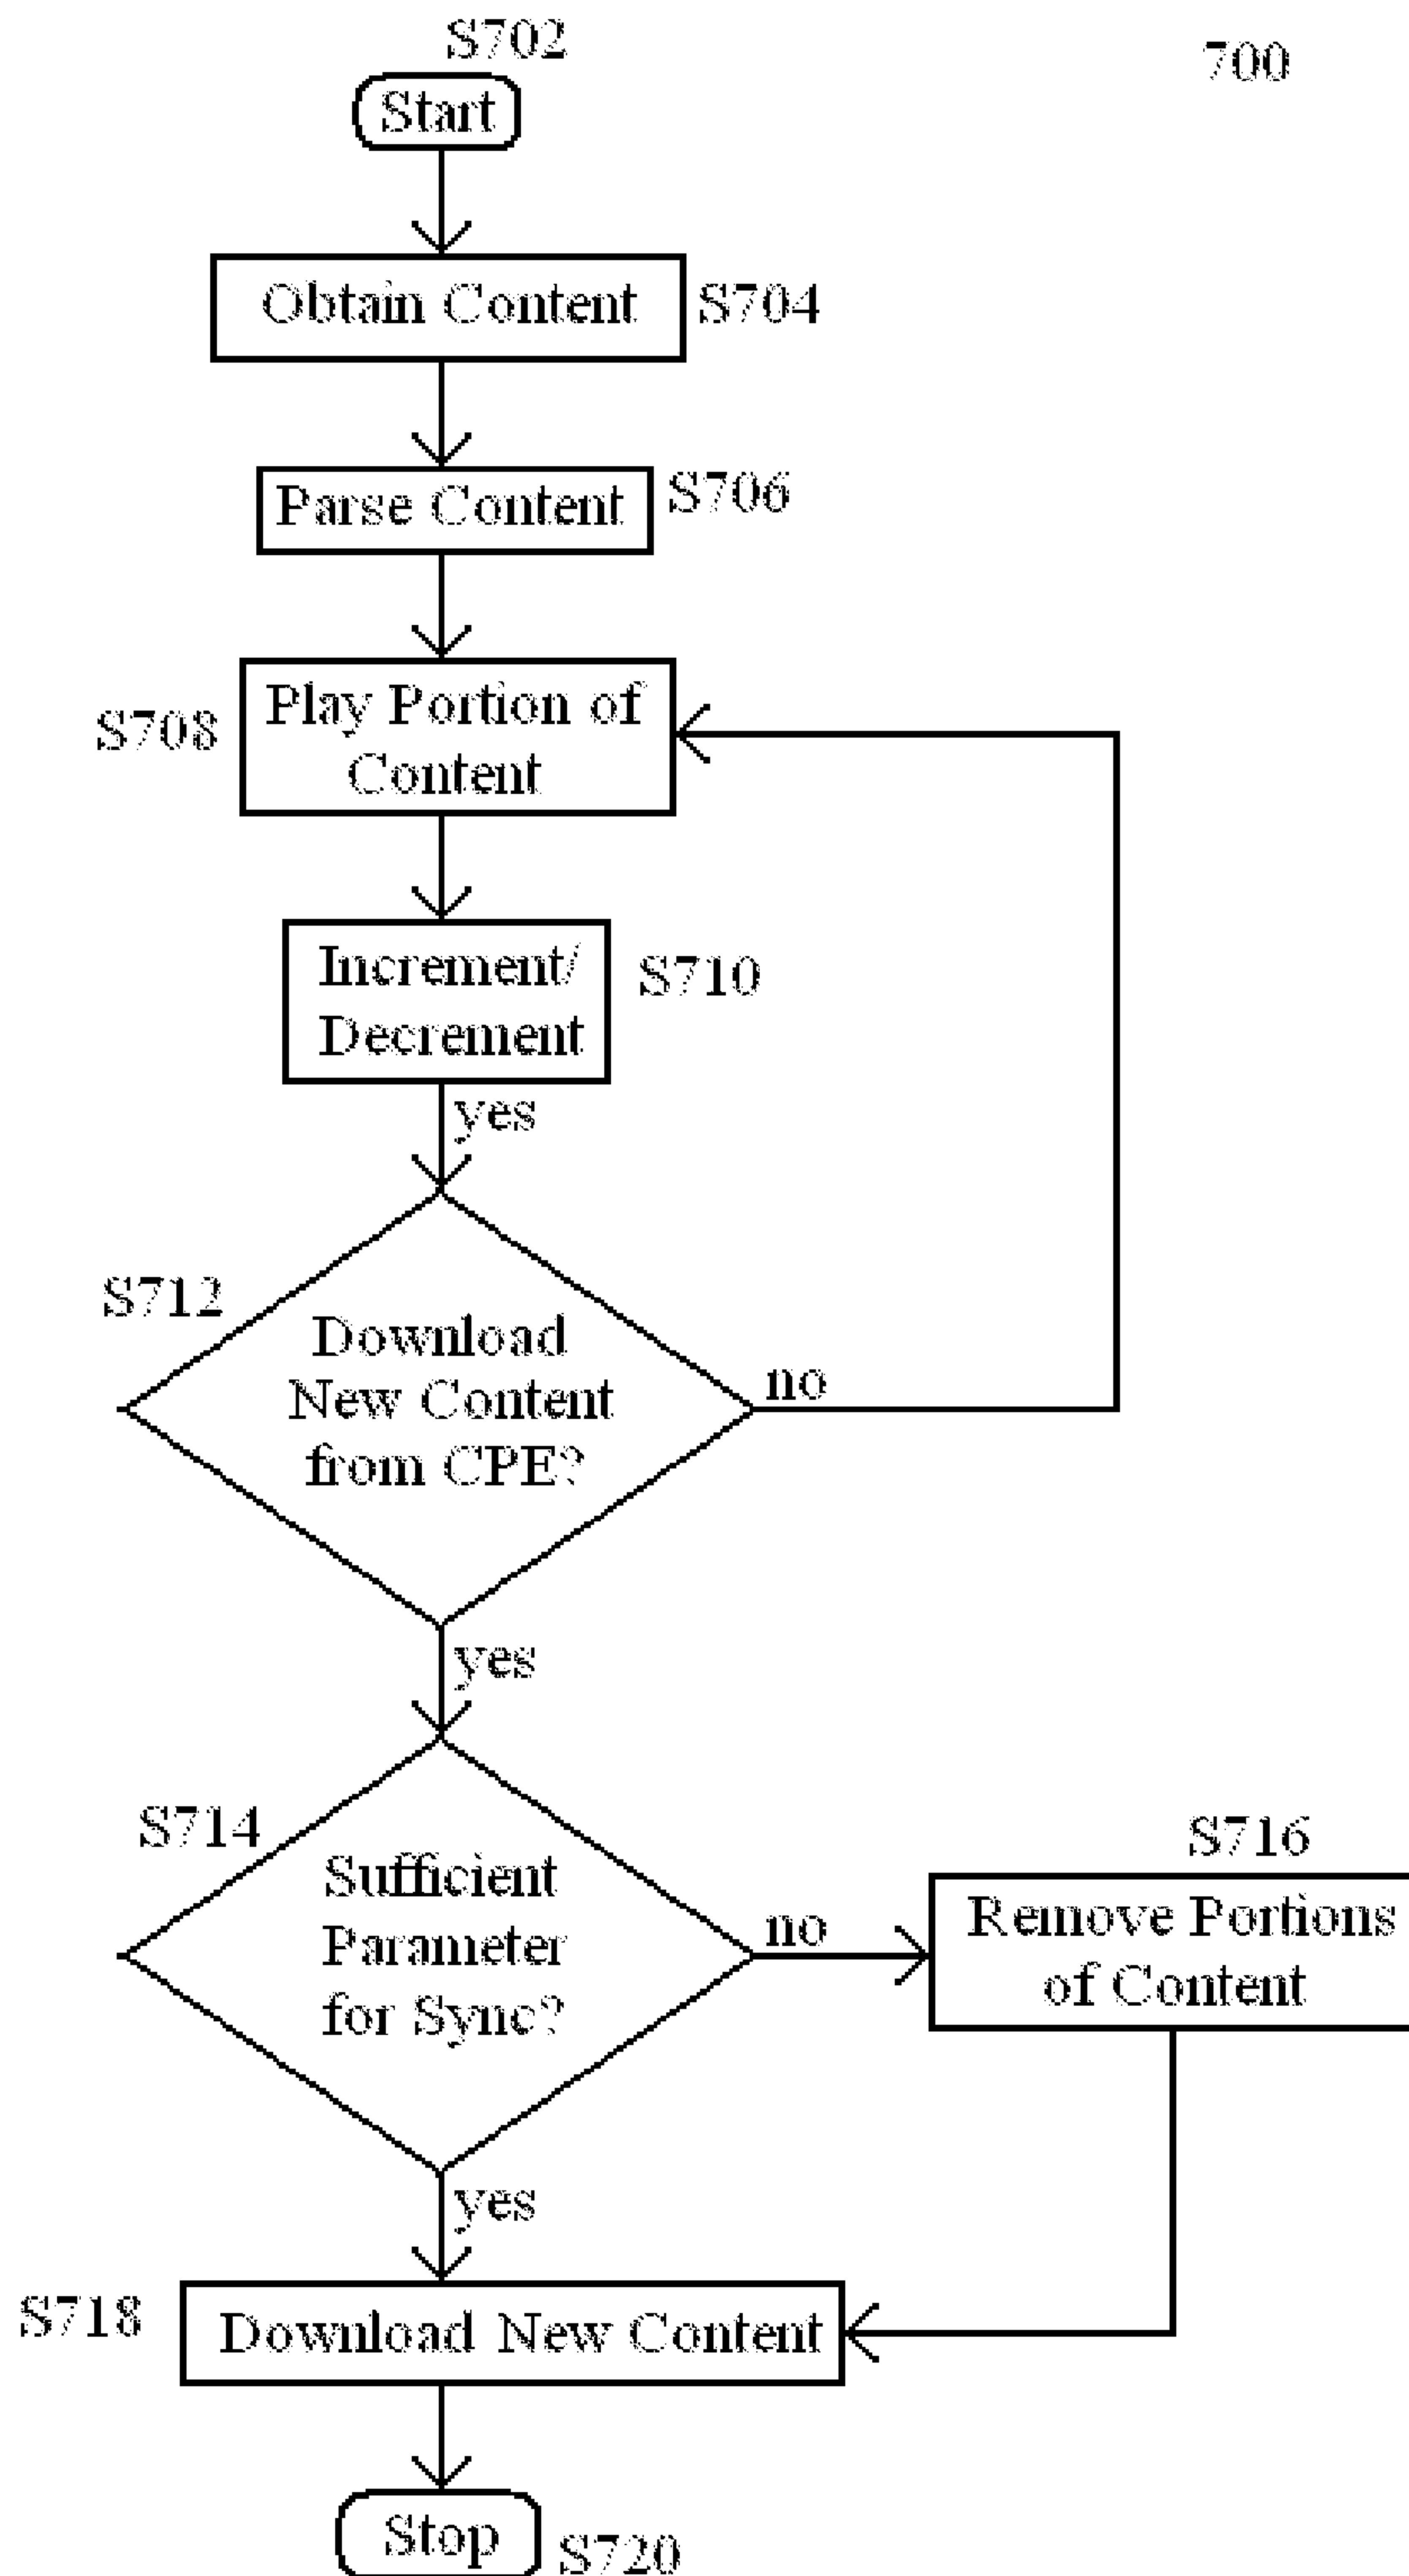 S702
700
Start
Obtain Content
S704
Parse Content
S706
Play Portion of
Content
S708
Increment/
Decrement
S710
yes
S712
Download
New Content
from CPE?
no
yes
S714
Sufficient
Parameter
for Sync?
no
S716
Remove Portions
of Content
yes
S718
Download New Content
Stop
S720